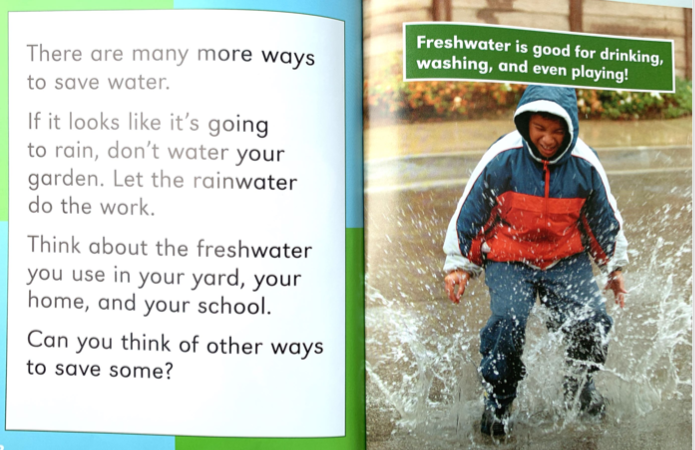 There are many more ways
to save water.
If it looks like it's going
to rain, don't water your
garden. Let the rainwater
do the work.
Think about the freshwater
you use in your yard, your
home, and your school.
Can you think of other ways
to save some?
Freshwater is good for drinking,
washing, and even playing!